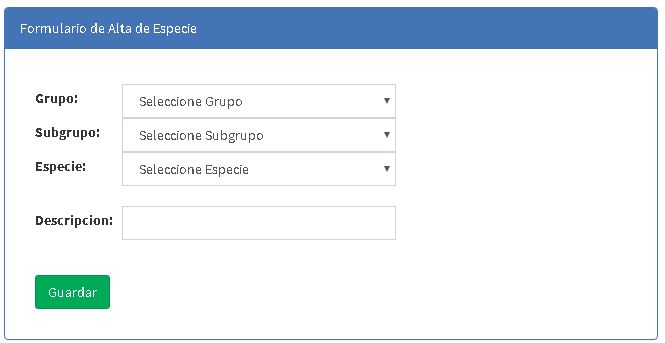 Formulario de Alta de Especie
Grupo: Seleccione Grupo
Subgrupo: Seleccione Subgrupo
Especie: Seleccione Especie
Descripcion:
Guardar